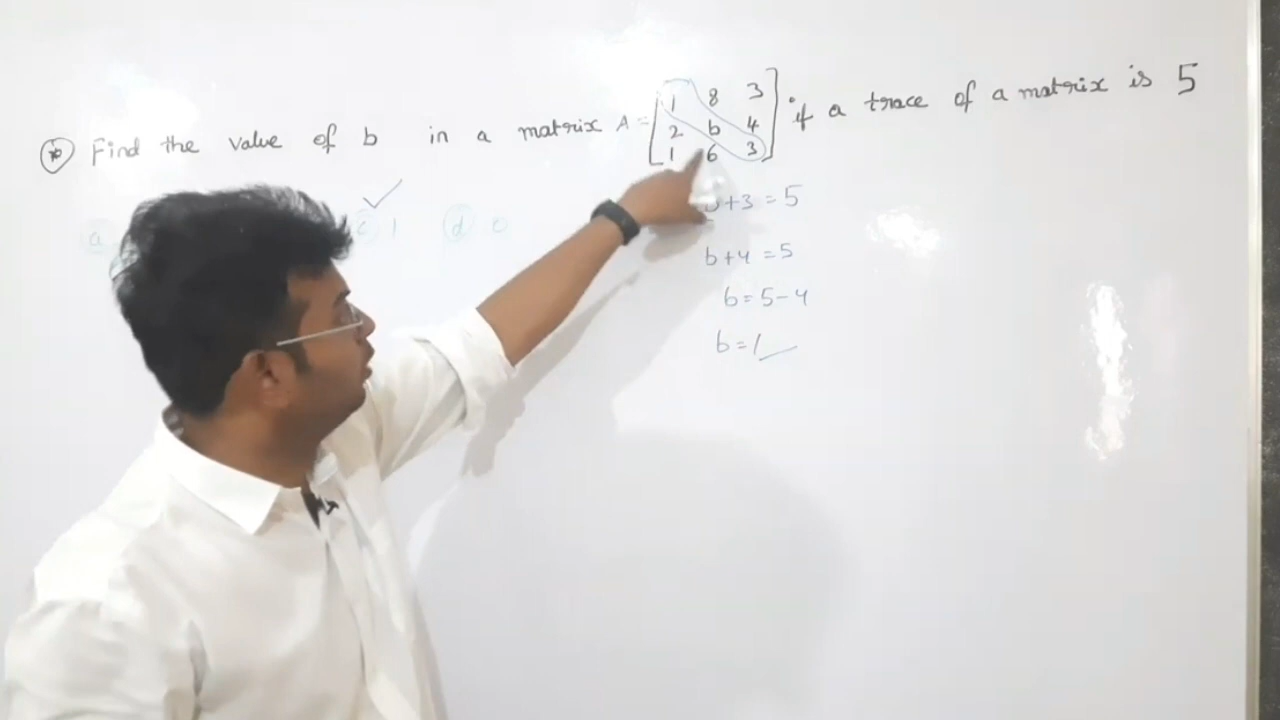 * Find the value of b in a matrix A = [ 1 8 3 ] if a trace of a matrix is 5
2 b 4
1 6 3
a c 1 d 0
b+3 = 5
b+4 = 5
b = 5-4
b = 1